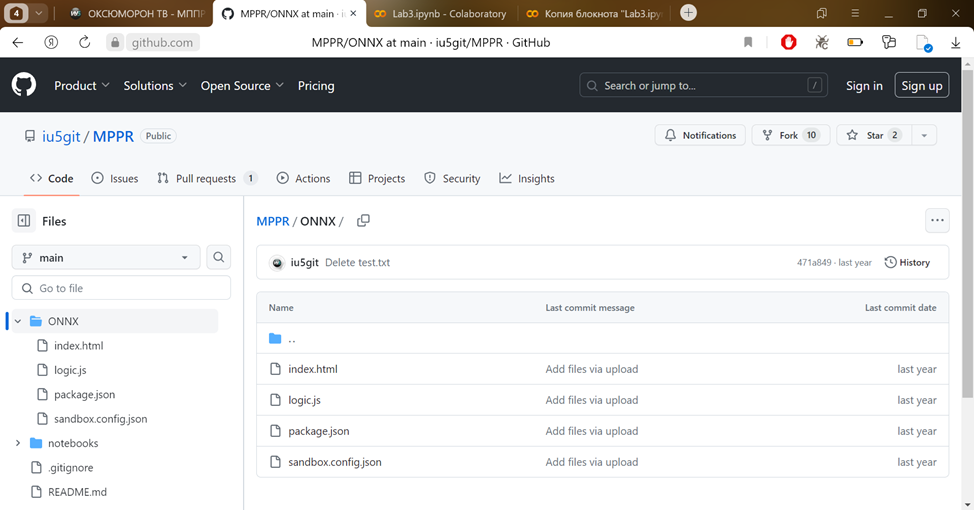 4 ОКСЮМОРОН ТВ - МППР MPPR/ONNX at main · iu5git/MPPR Lab3.ipynb - Colaboratory Копия блокнота "Lab3.ipynb
github.com MPPR/ONNX at main · iu5git/MPPR · GitHub
Product Solutions Open Source Pricing Search or jump to... / Sign in Sign up
iu5git / MPPR Public Notifications Fork 10 Star 2
Code Issues Pull requests 1 Actions Projects Security Insights
Files MPPR / ONNX / ...
main iu5git Delete test.txt 471a849 · last year History
Go to file
Name Last commit message Last commit date
ONNX ..
index.html index.html Add files via upload last year
logic.js logic.js Add files via upload last year
package.json package.json Add files via upload last year
sandbox.config.json sandbox.config.json Add files via upload last year
notebooks
.gitignore
README.md